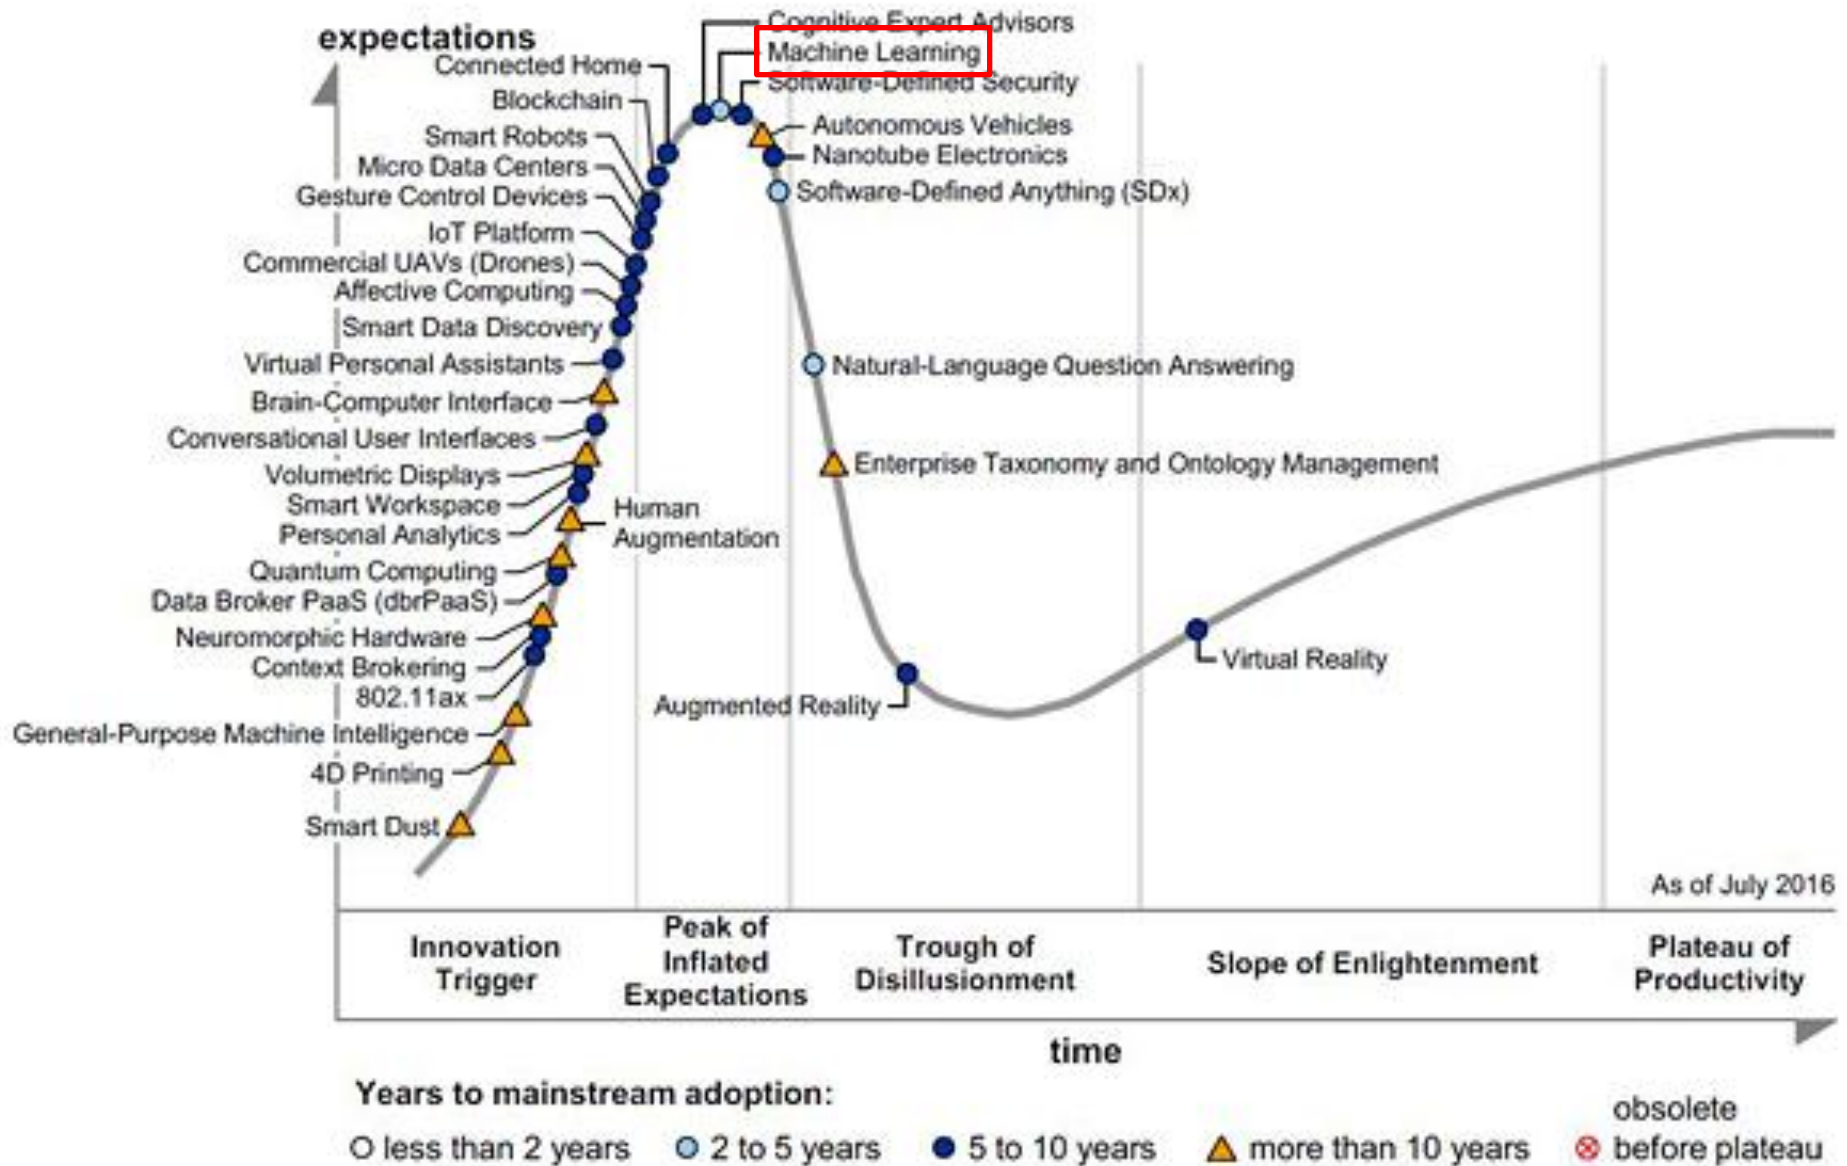 expectations
Cognitive Expert Advisors
Machine Learning
Software-Defined Security
Connected Home
Blockchain
Autonomous Vehicles
Smart Robots
Nanotube Electronics
Micro Data Centers
Software-Defined Anything (SDx)
Gesture Control Devices
IoT Platform
Commercial UAVs (Drones)
Affective Computing
Smart Data Discovery
Virtual Personal Assistants
Natural-Language Question Answering
Brain-Computer Interface
Conversational User Interfaces
Enterprise Taxonomy and Ontology Management
Volumetric Displays
Smart Workspace
Human
Augmentation
Personal Analytics
Quantum Computing
Data Broker PaaS (dbrPaaS)
Neuromorphic Hardware
Context Brokering
Virtual Reality
802.11ax
Augmented Reality
General-Purpose Machine Intelligence
4D Printing
Smart Dust
As of July 2016
Innovation
Trigger
Peak of
Inflated
Expectations
Trough of
Disillusionment
Slope of Enlightenment
Plateau of
Productivity
time
Years to mainstream adoption:
less than 2 years
2 to 5 years
5 to 10 years
more than 10 years
obsolete
before plateau